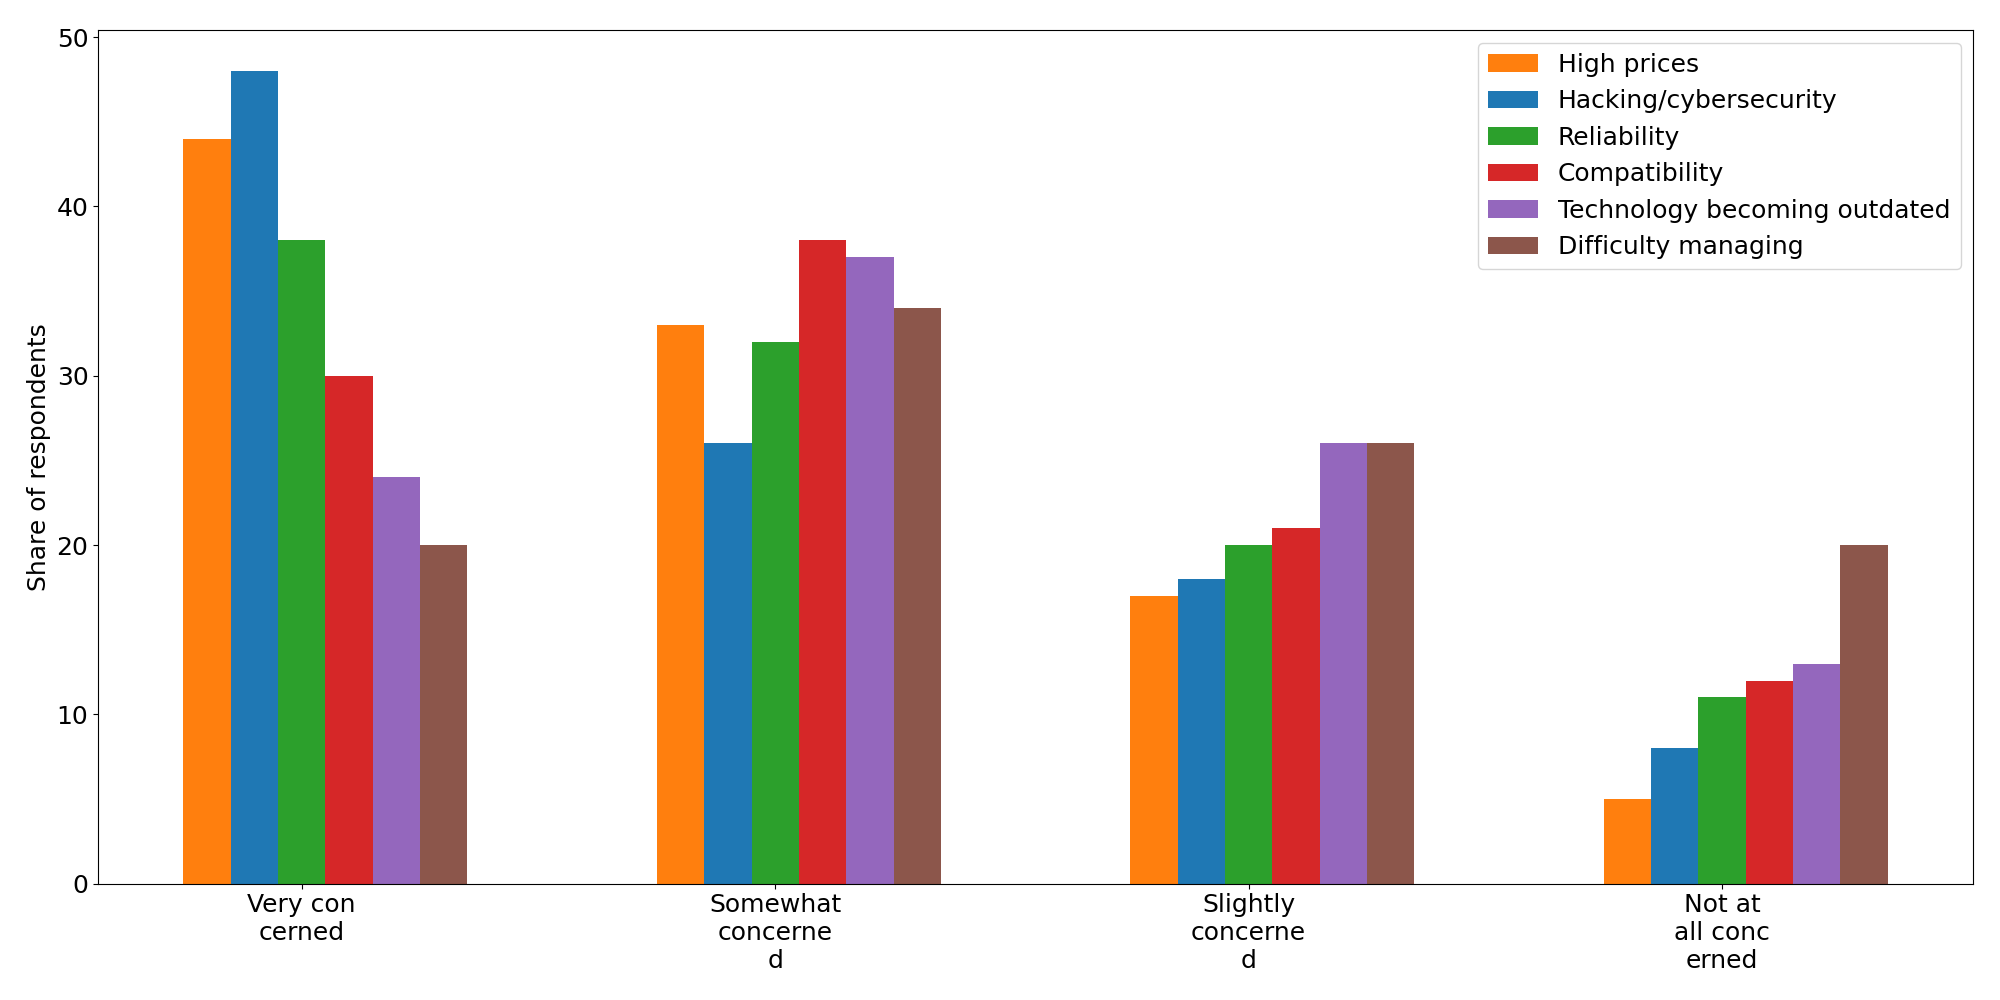 50
40
30
20
10
0
Share of respondents
High prices
Hacking/cybersecurity
Reliability
Compatibility
Technology becoming outdated
Difficulty managing
Very con
cerned
Somewhat
concerne
d
Slightly
concerne
d
Not at
all conc
erned